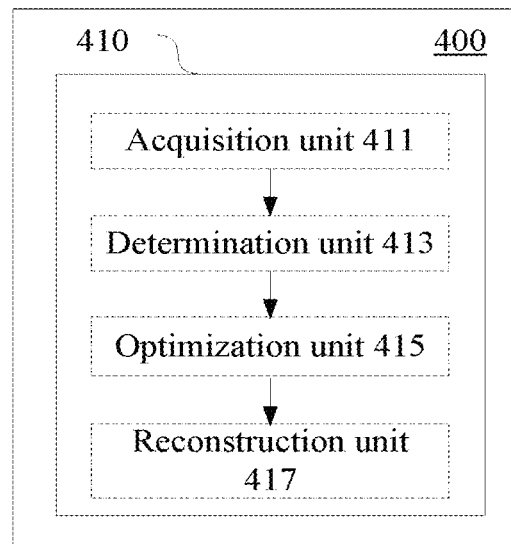 410 400
Acquisition unit 411
Determination unit 413
Optimization unit 415
Reconstruction unit
417